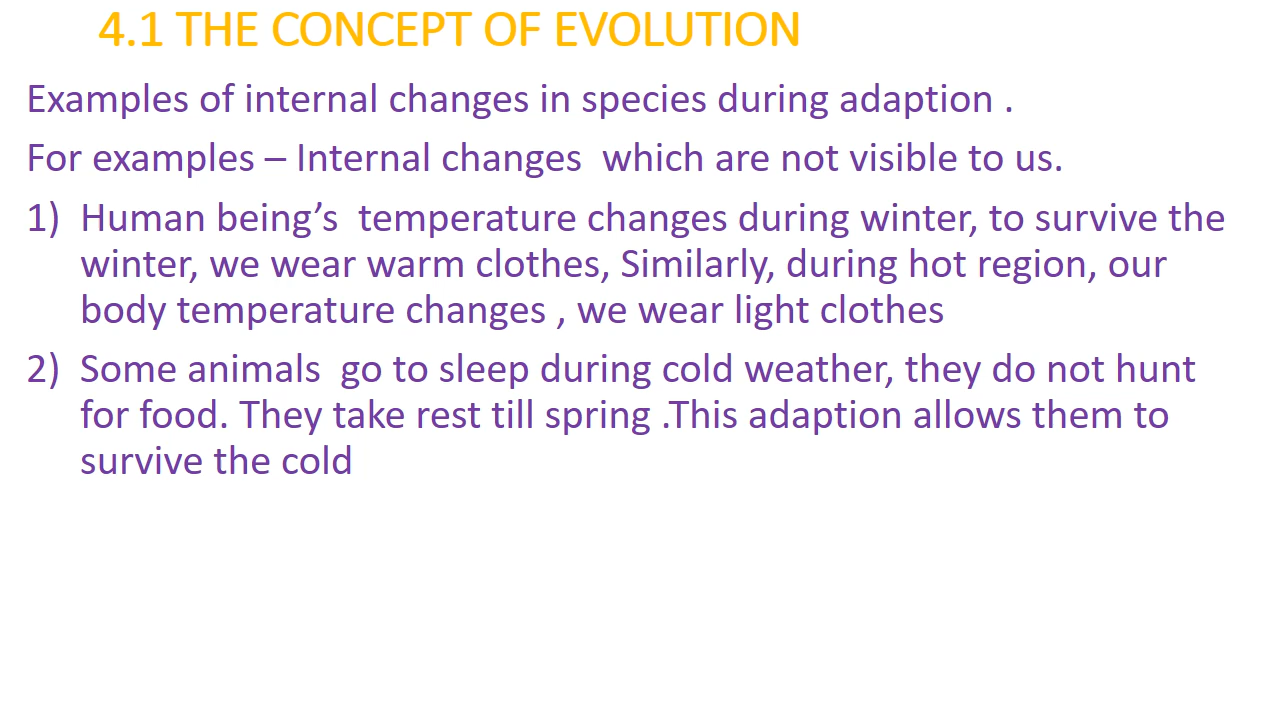 4.1 THE CONCEPT OF EVOLUTION
Examples of internal changes in species during adaption .
For examples – Internal changes  which are not visible to us.
1) Human being’s  temperature changes during winter, to survive the
winter, we wear warm clothes, Similarly, during hot region, our
body temperature changes , we wear light clothes
2) Some animals  go to sleep during cold weather, they do not hunt
for food. They take rest till spring .This adaption allows them to
survive the cold